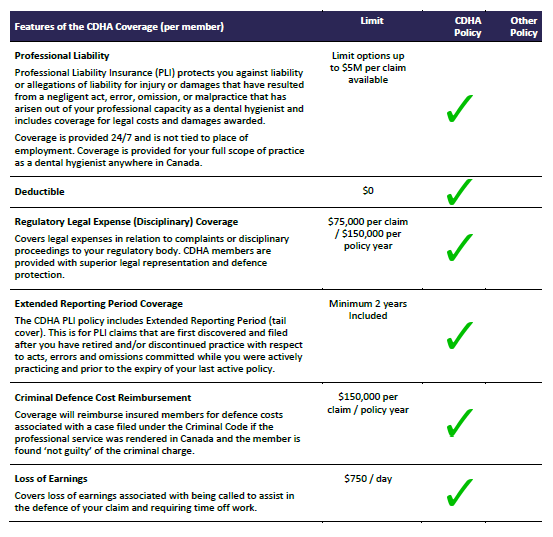 Features of the CDHA Coverage (per member) Limit CDHA Other
Policy Policy
Professional Liability Limit options up
to $5M per claim
available
Professional Liability Insurance (PLI) protects you against liability
or allegations of liability for injury or damages that have resulted
from a negligent act, error, omission, or malpractice that has
arisen out of your professional capacity as a dental hygienist and
includes coverage for legal costs and damages awarded.
Coverage is provided 24/7 and is not tied to place of
employment. Coverage is provided for your full scope of practice
as a dental hygienist anywhere in Canada.
Deductible $0
Regulatory Legal Expense (Disciplinary) Coverage $75,000 per claim
/ $150,000 per
policy year
Covers legal expenses in relation to complaints or disciplinary
proceedings to your regulatory body. CDHA members are
provided with superior legal representation and defence
protection.
Extended Reporting Period Coverage Minimum 2 years
Included
The CDHA PLI policy includes Extended Reporting Period (tail
cover). This is for PLI claims that are first discovered and filed
after you have retired and/or discontinued practice with respect
to acts, errors and omissions committed while you were actively
practicing and prior to the expiry of your last active policy.
Criminal Defence Cost Reimbursement $150,000 per
claim / policy year
Coverage will reimburse insured members for defence costs
associated with a case filed under the Criminal Code if the
professional service was rendered in Canada and the member is
found ‘not guilty’ of the criminal charge.
Loss of Earnings $750 / day
Covers loss of earnings associated with being called to assist in
the defence of your claim and requiring time off work.